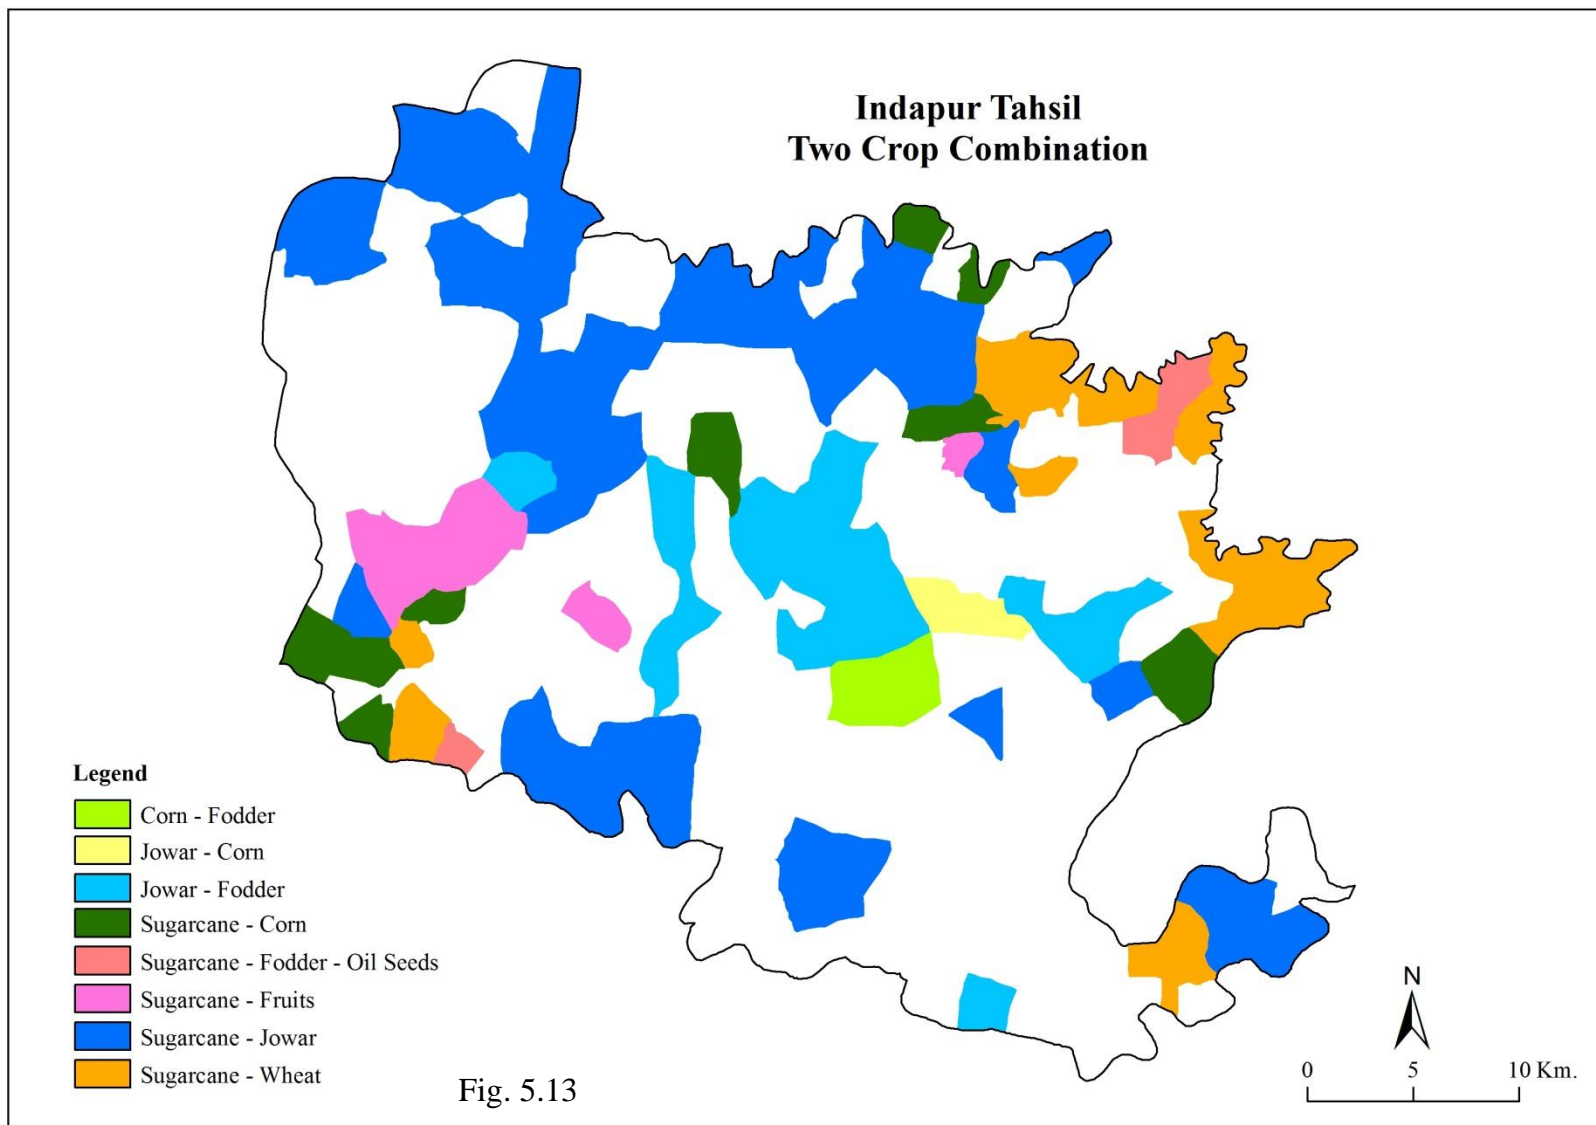 Indapur Tahsil
Two Crop Combination
Legend
Corn - Fodder
Jowar - Corn
Jowar - Fodder
Sugarcane - Corn
Sugarcane - Fodder - Oil Seeds
Sugarcane - Fruits
Sugarcane - Jowar
Sugarcane - Wheat
Fig. 5.13
N
0 5 10 Km.